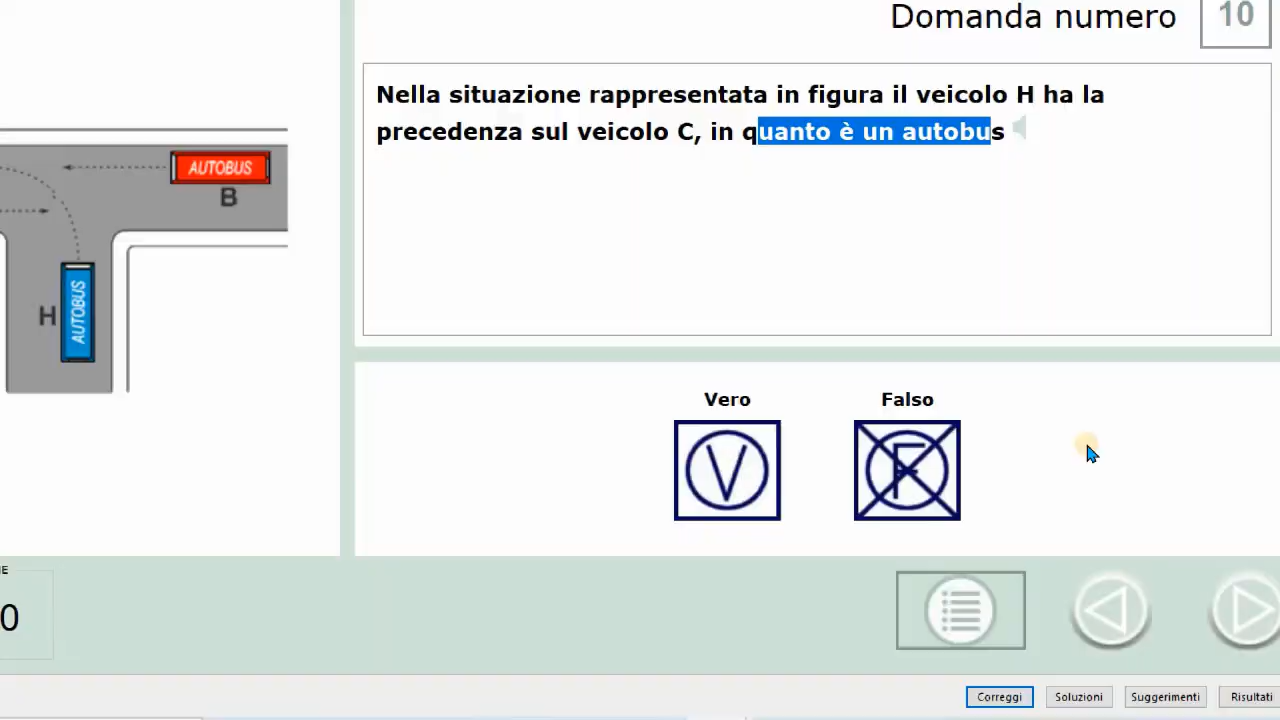 Domanda numero 10
Nella situazione rappresentata in figura il veicolo H ha la
precedenza sul veicolo C, in quanto è un autobus
AUTOBUS
B
H
AUTOBUS
Vero
Falso
V
F
0
Correggi
Soluzioni
Suggerimenti
Risultati